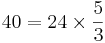 40 = 24 × 5/3